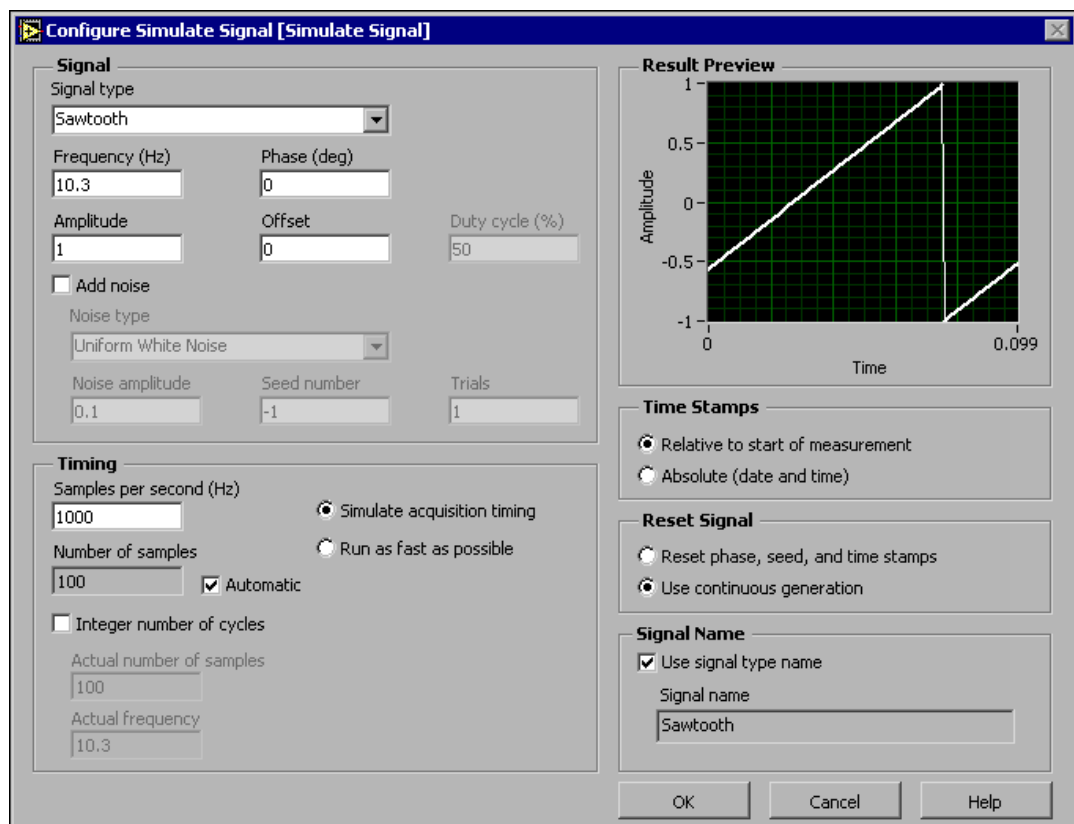 Configure Simulate Signal [Simulate Signal]
Signal
Signal type
Sawtooth
Frequency (Hz) Phase (deg)
10.3 0
Amplitude Offset Duty cycle (%)
1 0 50
Add noise
Noise type
Uniform White Noise
Noise amplitude Seed number Trials
0.1 -1 1
Timing
Samples per second (Hz)
1000
Simulate acquisition timing
Run as fast as possible
Number of samples
100
Automatic
Integer number of cycles
Actual number of samples
100
Actual frequency
10.3
Result Preview
1
0.5
0
-0.5
-1
Amplitude
0 0.099
Time
Time Stamps
Relative to start of measurement
Absolute (date and time)
Reset Signal
Reset phase, seed, and time stamps
Use continuous generation
Signal Name
Use signal type name
Signal name
Sawtooth
OK Cancel Help